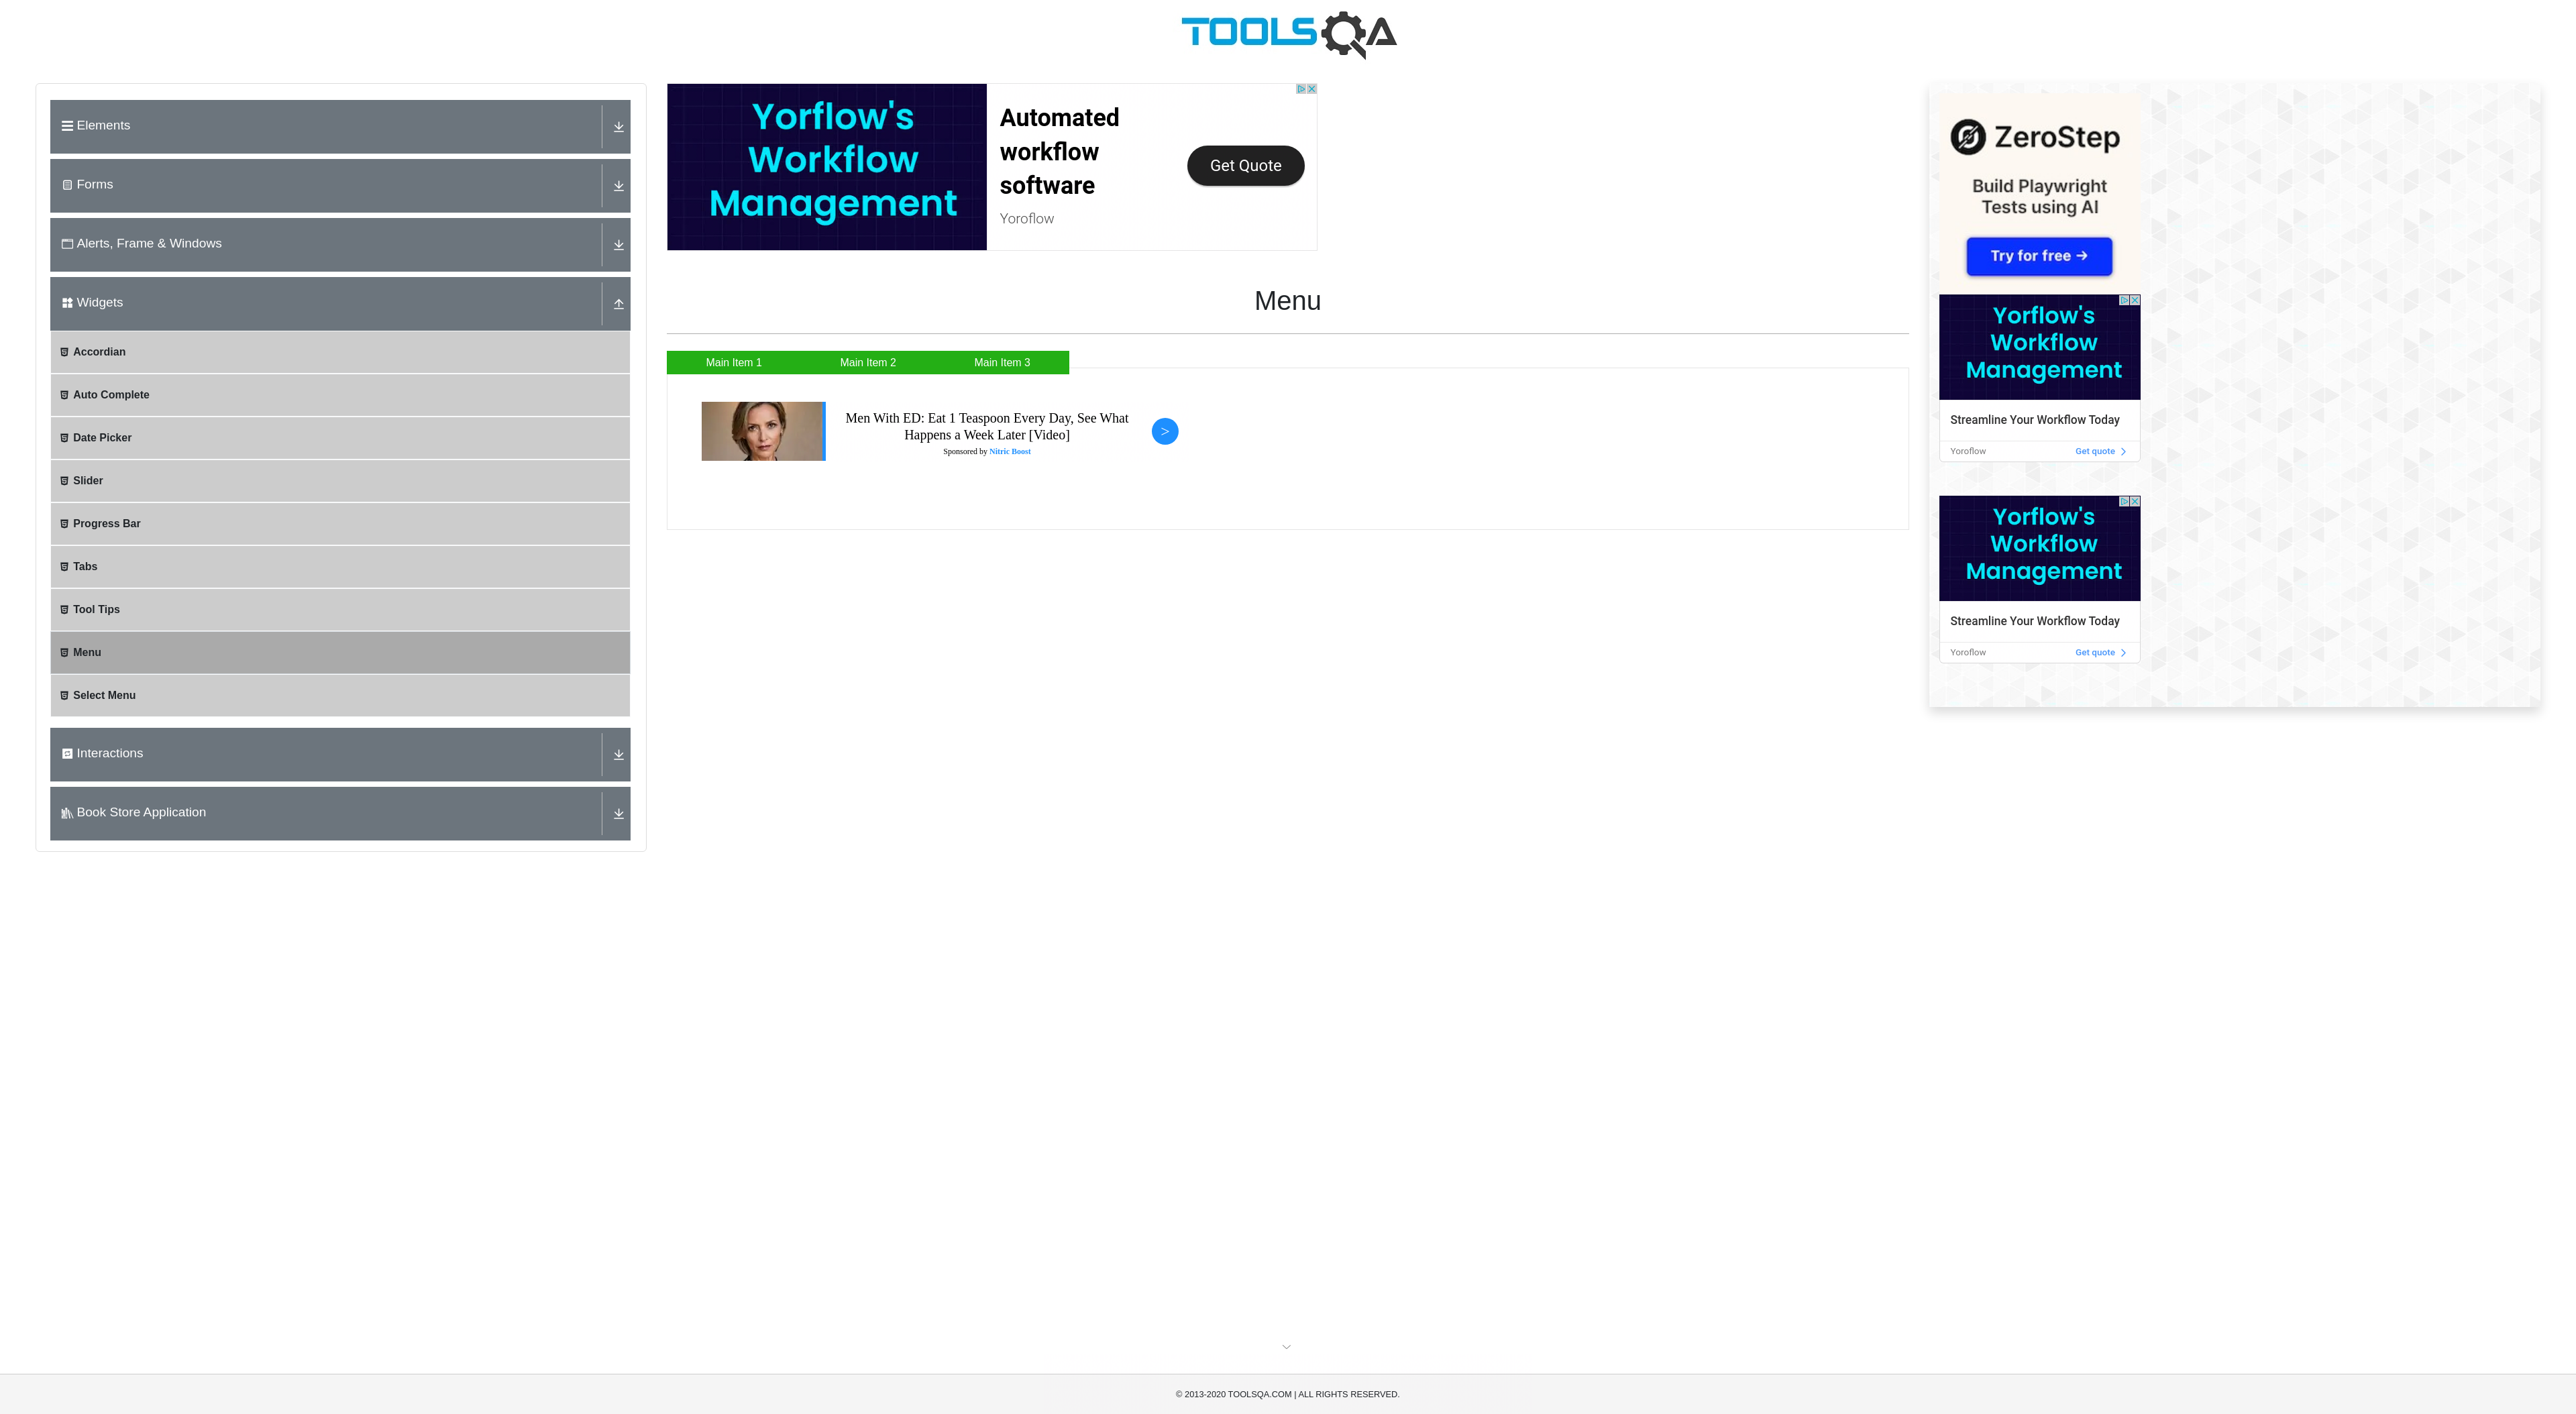 TOOLSQA
Elements
Forms
Alerts, Frame & Windows
Widgets
Accordian
Auto Complete
Date Picker
Slider
Progress Bar
Tabs
Tool Tips
Menu
Select Menu
Interactions
Book Store Application
Yorflow's
Workflow
Management
Automated
workflow
software
Yoroflow
Get Quote
Menu
Main Item 1
Main Item 2
Main Item 3
Men With ED: Eat 1 Teaspoon Every Day, See What
Happens a Week Later [Video]
Sponsored by Nitric Boost
>
ZeroStep
Build Playwright
Tests using AI
Try for free →
Yorflow's
Workflow
Management
Streamline Your Workflow Today
Yoroflow
Get quote
Yorflow's
Workflow
Management
Streamline Your Workflow Today
Yoroflow
Get quote
© 2013-2020 TOOLSQA.COM | ALL RIGHTS RESERVED.